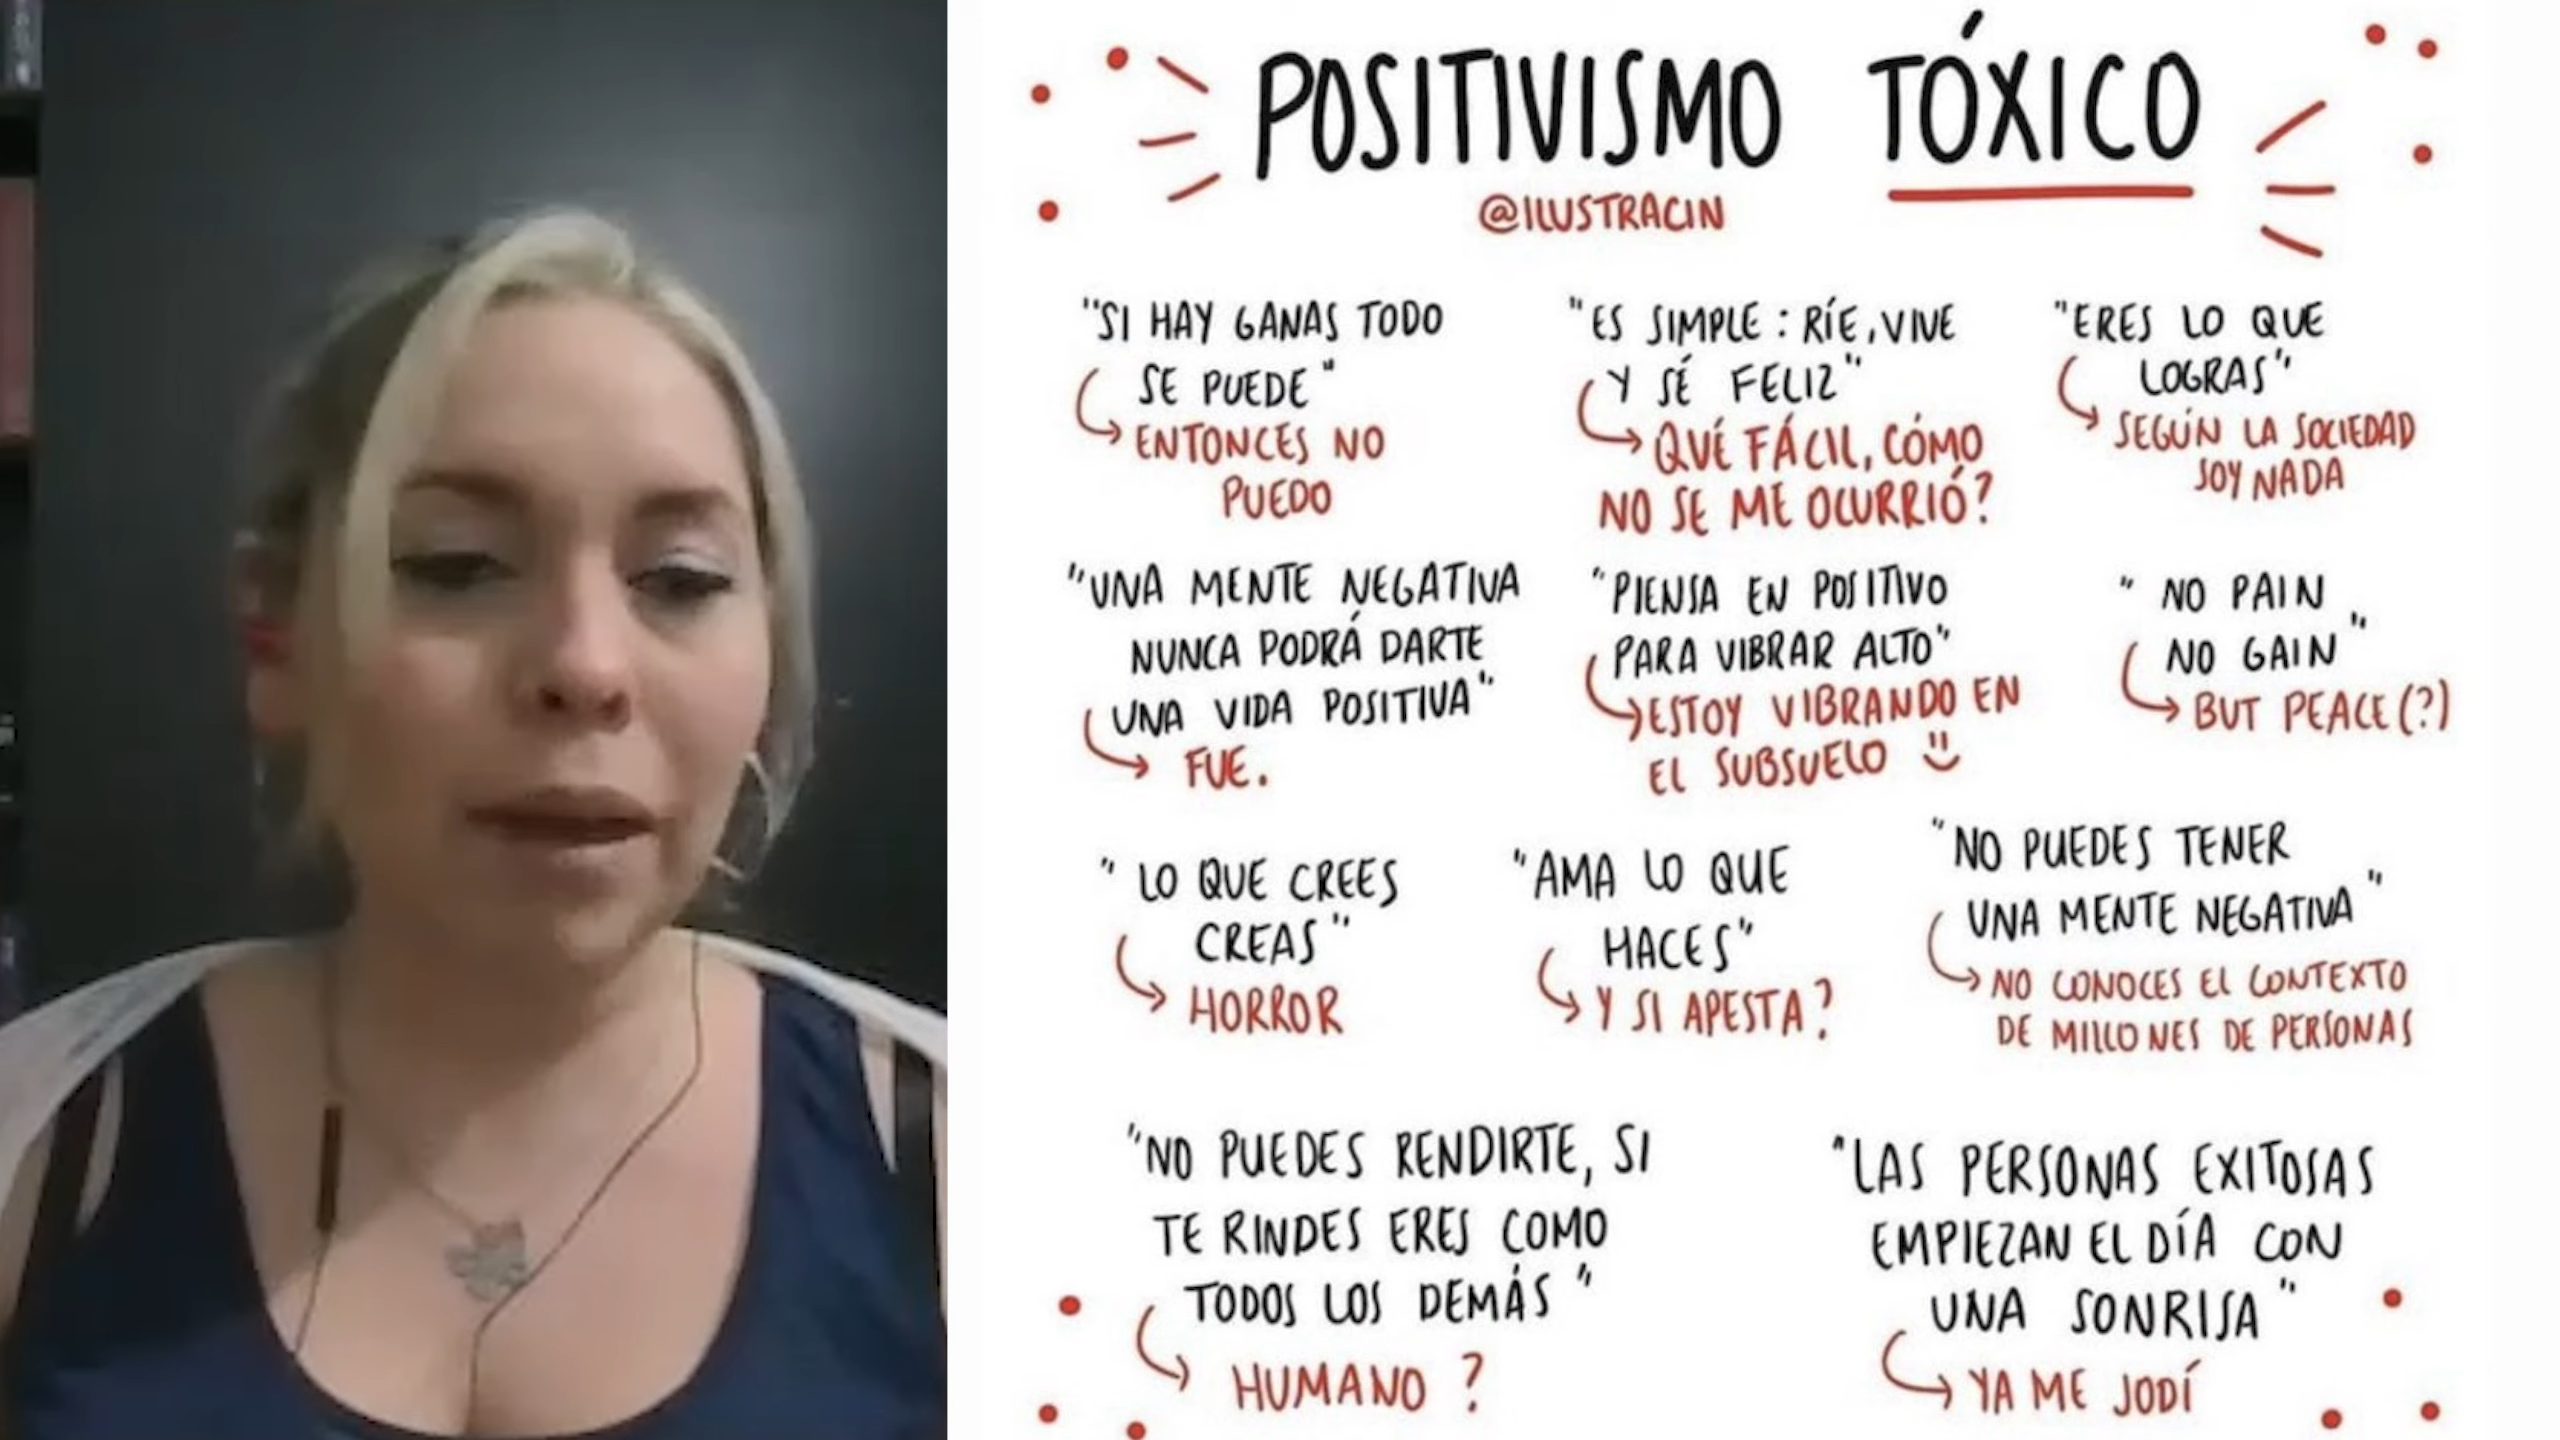 POSITIVISMO TÓXICO
@ILUSTRACIN
"SI HAY GANAS TODO
SE PUEDE"
ENTONCES NO
PUEDO
"ES SIMPLE: RÍE, VIVE
Y SÉ FELIZ"
QUÉ FÁCIL, CÓMO
NO SE ME OCURRIÓ?
"ERES LO QUE
LOGRAS"
SEGÚN LA SOCIEDAD
SOY NADA
"UNA MENTE NEGATIVA
NUNCA PODRÁ DARTE
UNA VIDA POSITIVA"
FUE.
"PIENSA EN POSITIVO
PARA VIBRAR ALTO"
ESTOY VIBRANDO EN
EL SUBSUELO
"NO PAIN
NO GAIN"
BUT PEACE (?)
"LO QUE CREES
CREAS"
HORROR
"AMA LO QUE
HACES"
Y SI APESTA?
"NO PUEDES TENER
UNA MENTE NEGATIVA"
NO CONOCES EL CONTEXTO
DE MILLONES DE PERSONAS
"NO PUEDES RENDIRTE, SI
TE RINDES ERES COMO
TODOS LOS DEMÁS"
HUMANO?
"LAS PERSONAS EXITOSAS
EMPIEZAN EL DÍA CON
UNA SONRISA"
YA ME JODÍ